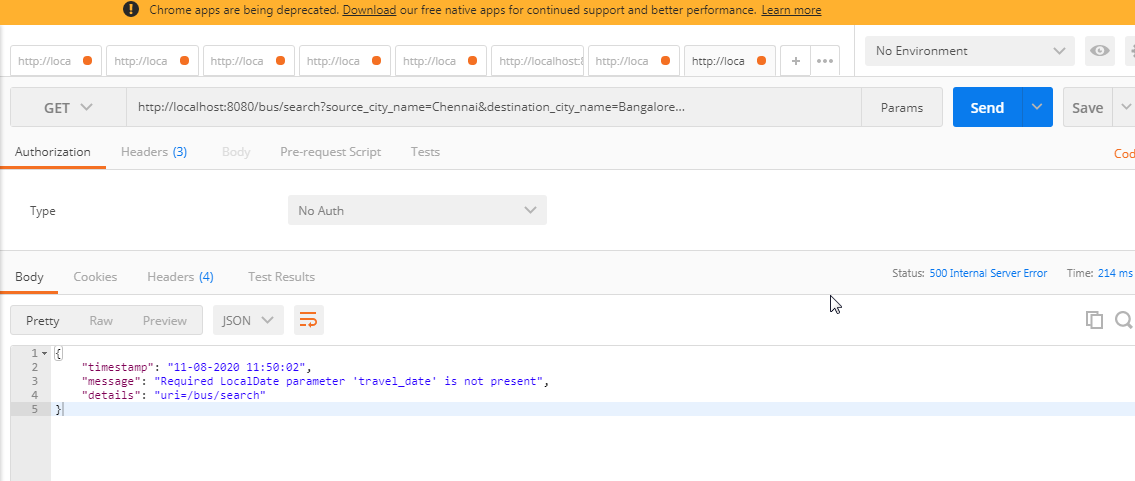 Chrome apps are being deprecated. Download our free native apps for continued support and better performance. Learn more
http://loca http://loca http://loca http://loca http://loca http://localhost:8 http://loca http://loca + ••• No Environment
GET http://localhost:8080/bus/search?source_city_name=Chennai&destination_city_name=Bangalore... Params Send Save
Authorization Headers (3) Body Pre-request Script Tests Cod
Type No Auth
Body Cookies Headers (4) Test Results Status: 500 Internal Server Error Time: 214 ms
Pretty Raw Preview JSON
1 {
2 "timestamp": "11-08-2020 11:50:02",
3 "message": "Required LocalDate parameter 'travel_date' is not present",
4 "details": "uri=/bus/search"
5 }